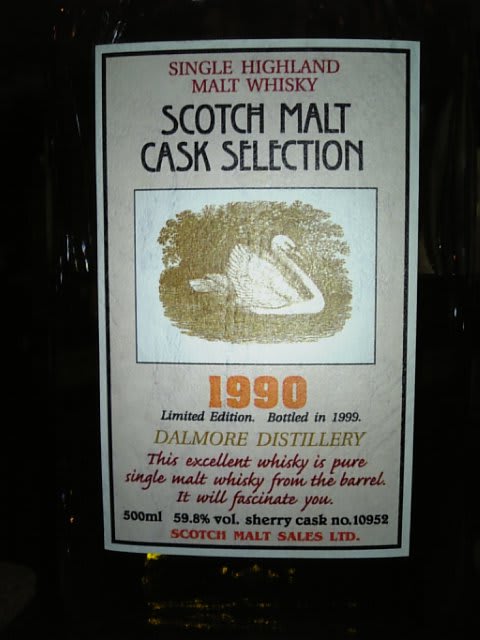 SINGLE HIGHLAND
MALT WHISKY
SCOTCH MALT
CASK SELECTION
1990
Limited Edition. Bottled in 1999.
DALMORE DISTILLERY
This excellent whisky is pure
single malt whisky from the barrel.
It will fascinate you.
500ml 59.8% vol. sherry cask no.10952
SCOTCH MALT SALES LTD.